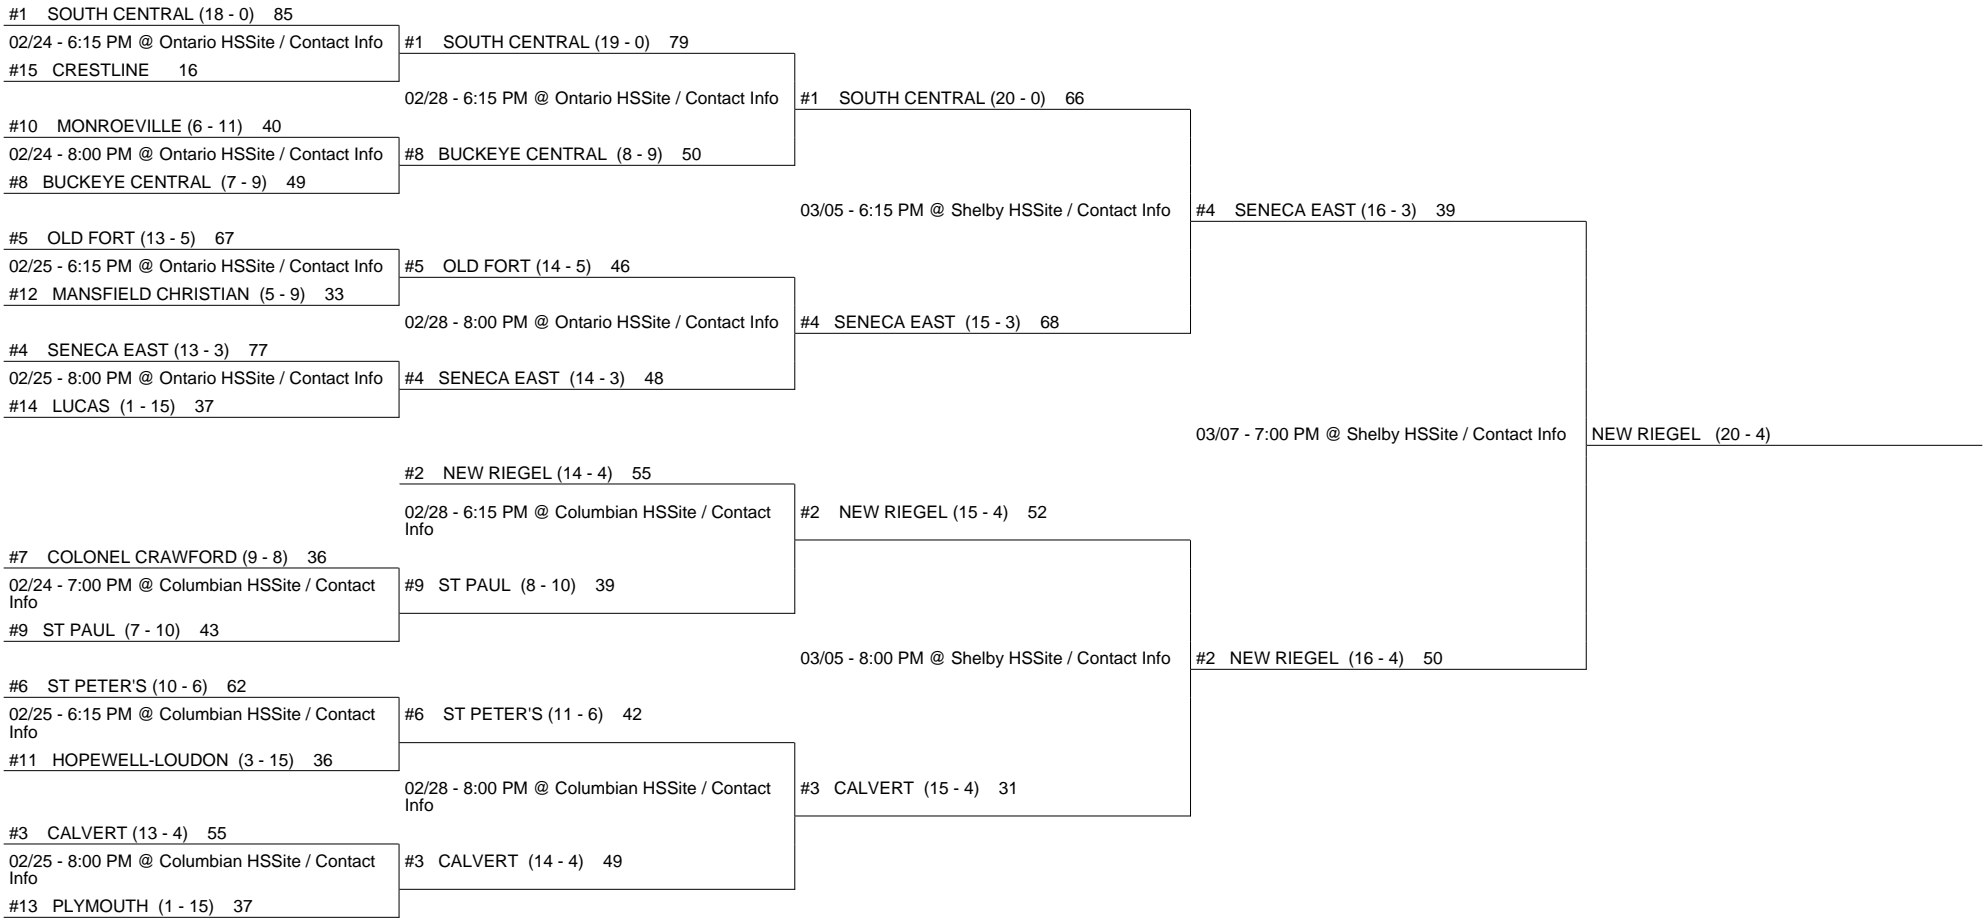 #1 SOUTH CENTRAL (18 - 0) 85
02/24 - 6:15 PM @ Ontario HSSite / Contact Info
#15 CRESTLINE 16
#10 MONROEVILLE (6 - 11) 40
02/24 - 8:00 PM @ Ontario HSSite / Contact Info
#8 BUCKEYE CENTRAL (7 - 9) 49
#5 OLD FORT (13 - 5) 67
02/25 - 6:15 PM @ Ontario HSSite / Contact Info
#12 MANSFIELD CHRISTIAN (5 - 9) 33
#4 SENECA EAST (13 - 3) 77
02/25 - 8:00 PM @ Ontario HSSite / Contact Info
#14 LUCAS (1 - 15) 37
#7 COLONEL CRAWFORD (9 - 8) 36
02/24 - 7:00 PM @ Columbian HSSite / Contact
Info
#9 ST PAUL (7 - 10) 43
#6 ST PETER'S (10 - 6) 62
02/25 - 6:15 PM @ Columbian HSSite / Contact
Info
#11 HOPEWELL-LOUDON (3 - 15) 36
#3 CALVERT (13 - 4) 55
02/25 - 8:00 PM @ Columbian HSSite / Contact
Info
#13 PLYMOUTH (1 - 15) 37
#1 SOUTH CENTRAL (19 - 0) 79
02/28 - 6:15 PM @ Ontario HSSite / Contact Info
#8 BUCKEYE CENTRAL (8 - 9) 50
#5 OLD FORT (14 - 5) 46
02/28 - 8:00 PM @ Ontario HSSite / Contact Info
#4 SENECA EAST (14 - 3) 48
#2 NEW RIEGEL (14 - 4) 55
02/28 - 6:15 PM @ Columbian HSSite / Contact
Info
#9 ST PAUL (8 - 10) 39
#6 ST PETER'S (11 - 6) 42
02/28 - 8:00 PM @ Columbian HSSite / Contact
Info
#3 CALVERT (14 - 4) 49
#1 SOUTH CENTRAL (20 - 0) 66
03/05 - 6:15 PM @ Shelby HSSite / Contact Info
#4 SENECA EAST (15 - 3) 68
#2 NEW RIEGEL (15 - 4) 52
03/05 - 8:00 PM @ Shelby HSSite / Contact Info
#3 CALVERT (15 - 4) 31
#4 SENECA EAST (16 - 3) 39
03/07 - 7:00 PM @ Shelby HSSite / Contact Info
#2 NEW RIEGEL (16 - 4) 50
NEW RIEGEL (20 - 4)